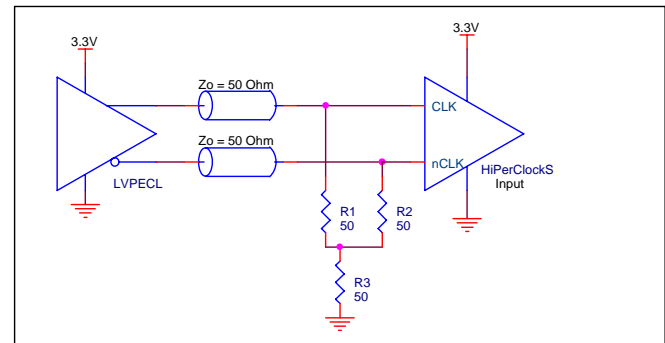 3.3V
3.3V
Zo = 50 Ohm
CLK
Zo = 50 Ohm
nCLK
HiPerClockS
Input
LVPECL
R1
50
R2
50
R3
50